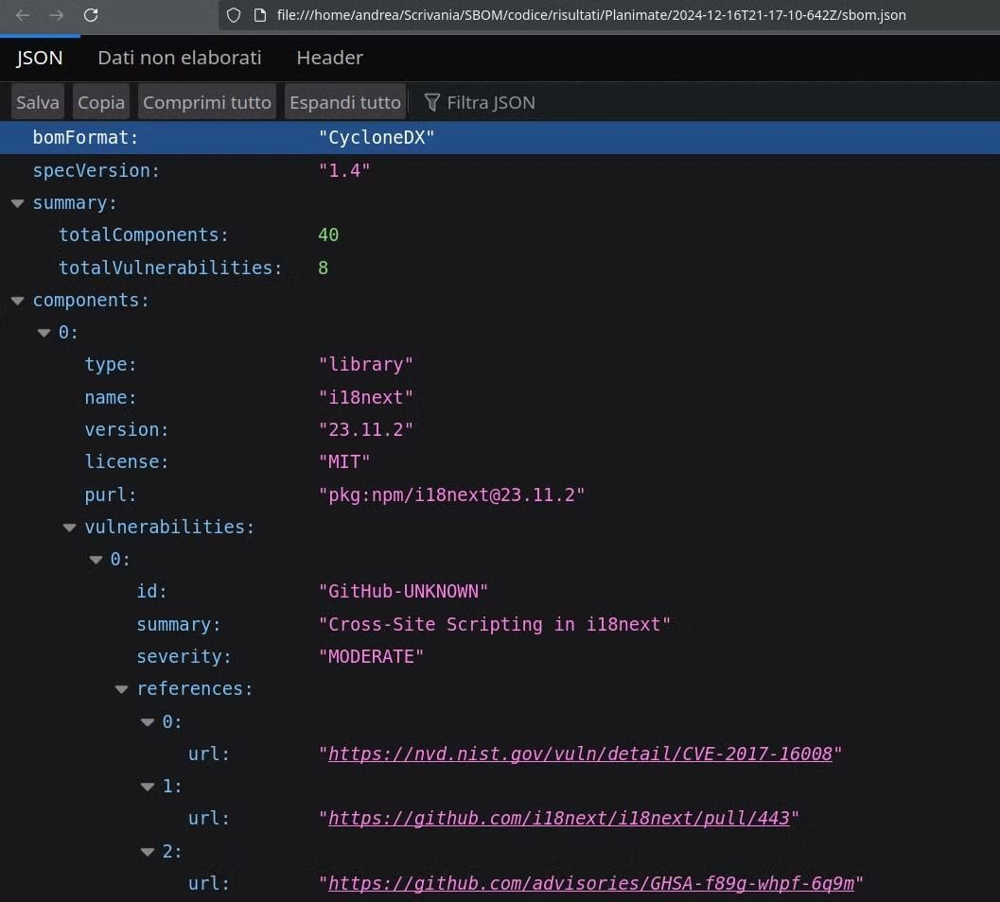 file:///home/andrea/Scrivania/SBOM/codice/risultati/Planimate/2024-12-16T21-17-10-642Z/sbom.json
JSON Dati non elaborati Header
Salva Copia Comprimi tutto Espandi tutto Filtra JSON
bomFormat: "CycloneDX"
specVersion: "1.4"
summary:
totalComponents: 40
totalVulnerabilities: 8
components:
0:
type: "library"
name: "i18next"
version: "23.11.2"
license: "MIT"
purl: "pkg:npm/i18next@23.11.2"
vulnerabilities:
0:
id: "GitHub-UNKNOWN"
summary: "Cross-Site Scripting in i18next"
severity: "MODERATE"
references:
0:
url: "https://nvd.nist.gov/vuln/detail/CVE-2017-16008"
1:
url: "https://github.com/i18next/i18next/pull/443"
2:
url: "https://github.com/advisories/GHSA-f89g-whpf-6q9m"